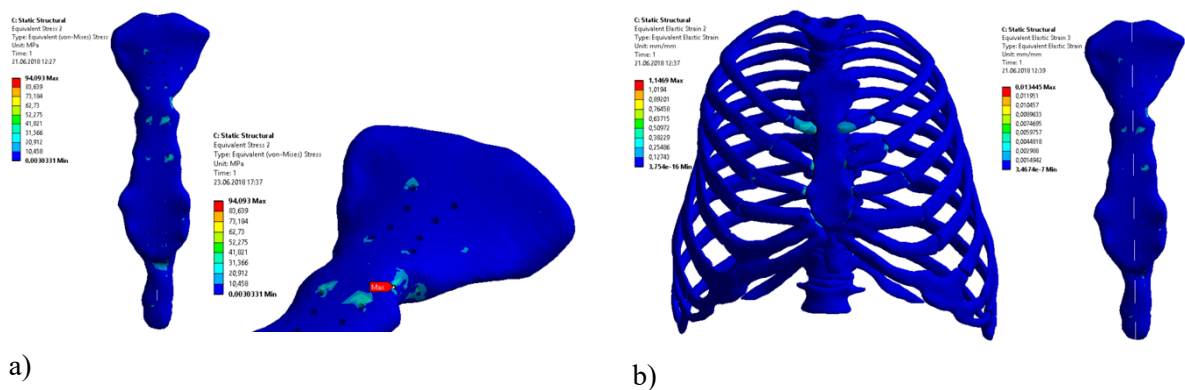 C: Static Structural
Equivalent Stress 2
Type: Equivalent (von-Mises) Stress
Unit: MPa
Time: 1
21.06.2018 12:27
94,093 Max
83,639
73,184
62,73
52,275
41,821
31,366
20,912
10,458
0,0030331 Min
C: Static Structural
Equivalent Stress 2
Type: Equivalent (von-Mises) Stress
Unit: MPa
Time: 1
23.06.2018 17:37
94,093 Max
83,639
73,184
62,73
52,275
41,821
31,366
20,912
10,458
0,0030331 Min
Max
a)
C: Static Structural
Equivalent Elastic Strain 2
Type: Equivalent Elastic Strain
Unit: mm/mm
Time: 1
21.06.2018 12:37
1,1469 Max
1,0194
0,89201
0,76458
0,63715
0,50972
0,38229
0,25486
0,12743
3,754e-16 Min
C: Static Structural
Equivalent Elastic Strain 3
Type: Equivalent Elastic Strain
Unit: mm/mm
Time: 1
21.06.2018 12:39
0,013445 Max
0,011951
0,010457
0,0089633
0,0074695
0,0059757
0,0044818
0,002988
0,0014942
3,4674e-7 Min
b)